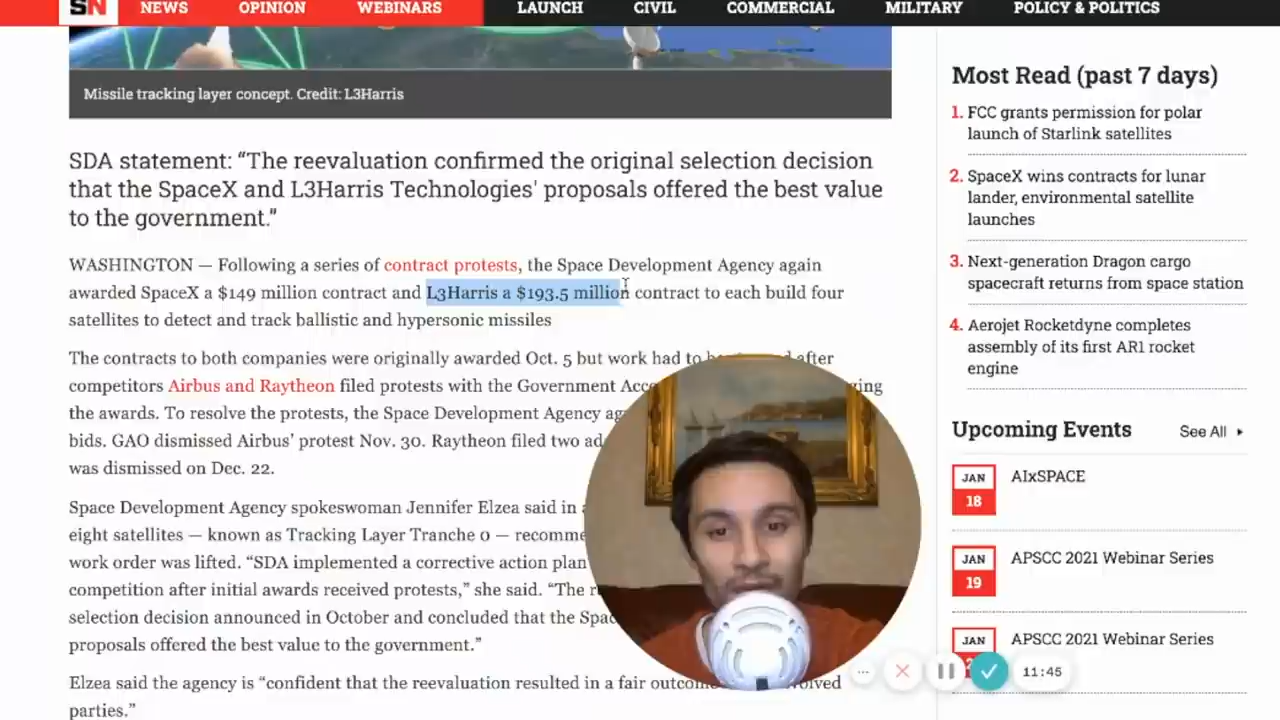 SN
NEWS
OPINION
WEBINARS
LAUNCH
CIVIL
COMMERCIAL
MILITARY
POLICY & POLITICS
Missile tracking layer concept. Credit: L3Harris
SDA statement: “The reevaluation confirmed the original selection decision
that the SpaceX and L3Harris Technologies' proposals offered the best value
to the government.”
WASHINGTON — Following a series of contract protests, the Space Development Agency again
awarded SpaceX a $149 million contract and L3Harris a $193.5 million contract to each build four
satellites to detect and track ballistic and hypersonic missiles
The contracts to both companies were originally awarded Oct. 5 but work had to after
competitors Airbus and Raytheon filed protests with the Government
the awards. To resolve the protests, the Space Development Agency
bids. GAO dismissed Airbus’ protest Nov. 30. Raytheon filed two
was dismissed on Dec. 22.
Space Development Agency spokeswoman Jennifer Elzea said in
eight satellites — known as Tracking Layer Tranche 0 —
work order was lifted. “SDA implemented a corrective action plan
competition after initial awards received protests,” she said. “The
selection decision announced in October and concluded that the
proposals offered the best value to the government.”
Elzea said the agency is “confident that the reevaluation resulted in a fair
parties.”
Most Read (past 7 days)
1. FCC grants permission for polar
launch of Starlink satellites
2. SpaceX wins contracts for lunar
lander, environmental satellite
launches
3. Next-generation Dragon cargo
spacecraft returns from space station
4. Aerojet Rocketdyne completes
assembly of its first AR1 rocket
engine
Upcoming Events
See All
JAN
18
AIxSPACE
JAN
19
APSCC 2021 Webinar Series
JAN
APSCC 2021 Webinar Series
11:45